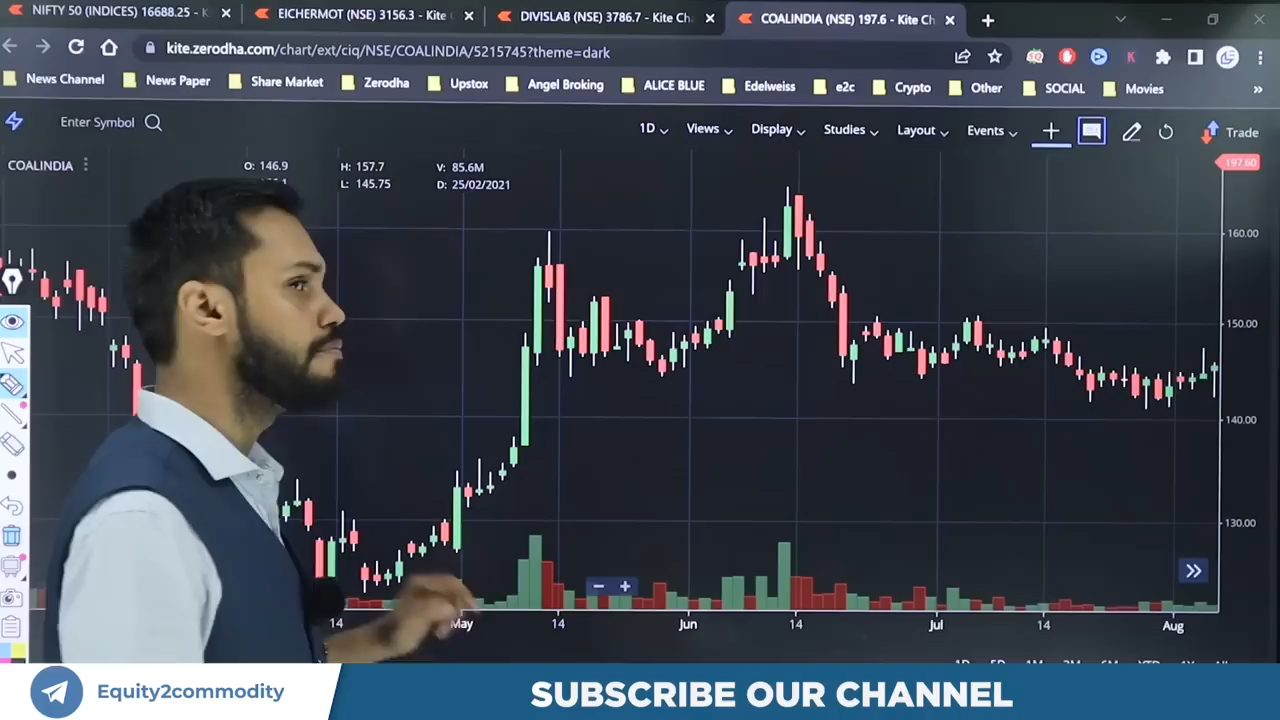 NIFTY 50 (INDICES) 16688.25 - K
EICHERMOT (NSE) 3156.3 - Kite
DIVISLAB (NSE) 3786.7 - Kite Ch
COALINDIA (NSE) 197.6 - Kite Ch
kite.zerodha.com/chart/ext/ciq/NSE/COALINDIA/5215745?theme=dark
News Channel News Paper Share Market Zerodha Upstox Angel Broking ALICE BLUE Edelweiss e2c Crypto Other SOCIAL Movies »
Enter Symbol 1D Views Display Studies Layout Events Trade
COALINDIA O: 146.9 H: 157.7 V: 85.6M
L: 145.75 D: 25/02/2021
197.60
160.00
150.00
140.00
130.00
14 May 14 Jun 14 Jul 14 Aug
Equity2commodity
SUBSCRIBE OUR CHANNEL